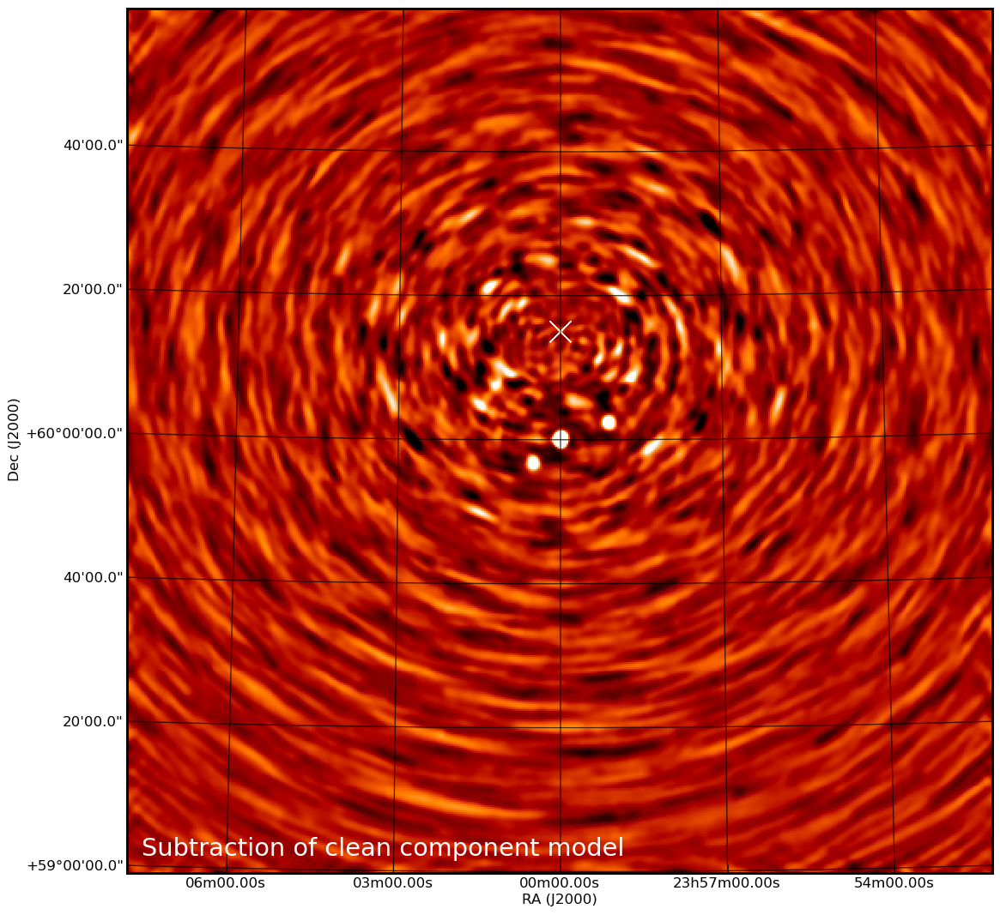 40'00.0"
20'00.0"
+60°00'00.0"
40'00.0"
20'00.0"
+59°00'00.0"
Dec (J2000)
Subtraction of clean component model
06m00.00s 03m00.00s 00m00.00s 23h57m00.00s 54m00.00s
RA (J2000)